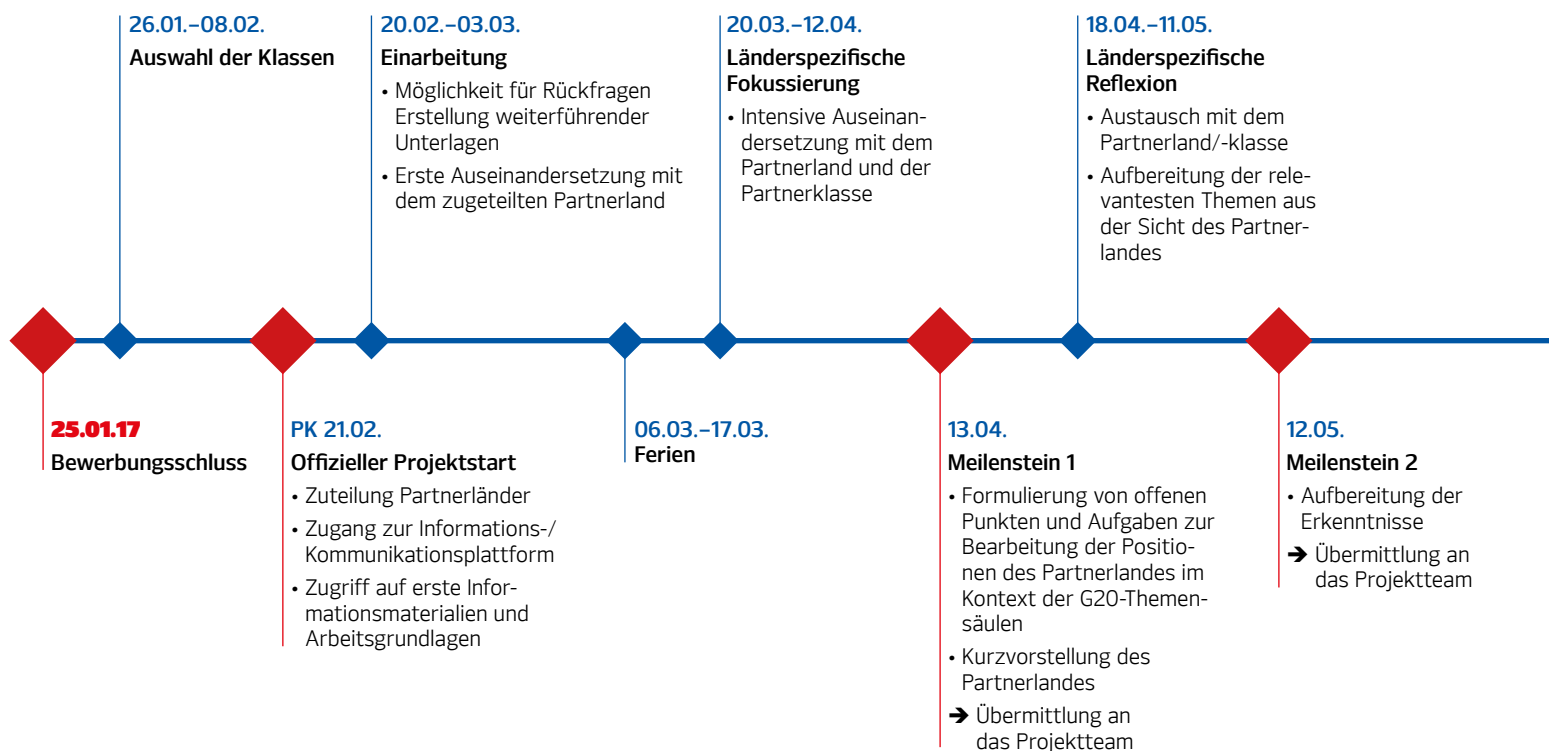 26.01.–08.02.
Auswahl der Klassen
20.02.–03.03.
Einarbeitung
• Möglichkeit für Rückfragen
Erstellung weiterführender
Unterlagen
• Erste Auseinandersetzung mit
dem zugeteilten Partnerland
20.03.–12.04.
Länderspezifische
Fokussierung
• Intensive Auseinan-
dersetzung mit dem
Partnerland und der
Partnerklasse
18.04.–11.05.
Länderspezifische
Reflexion
• Austausch mit dem
Partnerland/-klasse
• Aufbereitung der rele-
vantesten Themen aus
der Sicht des Partner-
landes
25.01.17
Bewerbungsschluss
PK 21.02.
Offizieller Projektstart
• Zuteilung Partnerländer
• Zugang zur Informations-/
Kommunikationsplattform
• Zugriff auf erste Infor-
mationsmaterialien und
Arbeitsgrundlagen
06.03.–17.03.
Ferien
13.04.
Meilenstein 1
• Formulierung von offenen
Punkten und Aufgaben zur
Bearbeitung der Positio-
nen des Partnerlandes im
Kontext der G20-Themen-
säulen
• Kurzvorstellung des
Partnerlandes
➔ Übermittlung an
das Projektteam
12.05.
Meilenstein 2
• Aufbereitung der
Erkenntnisse
➔ Übermittlung an
das Projektteam